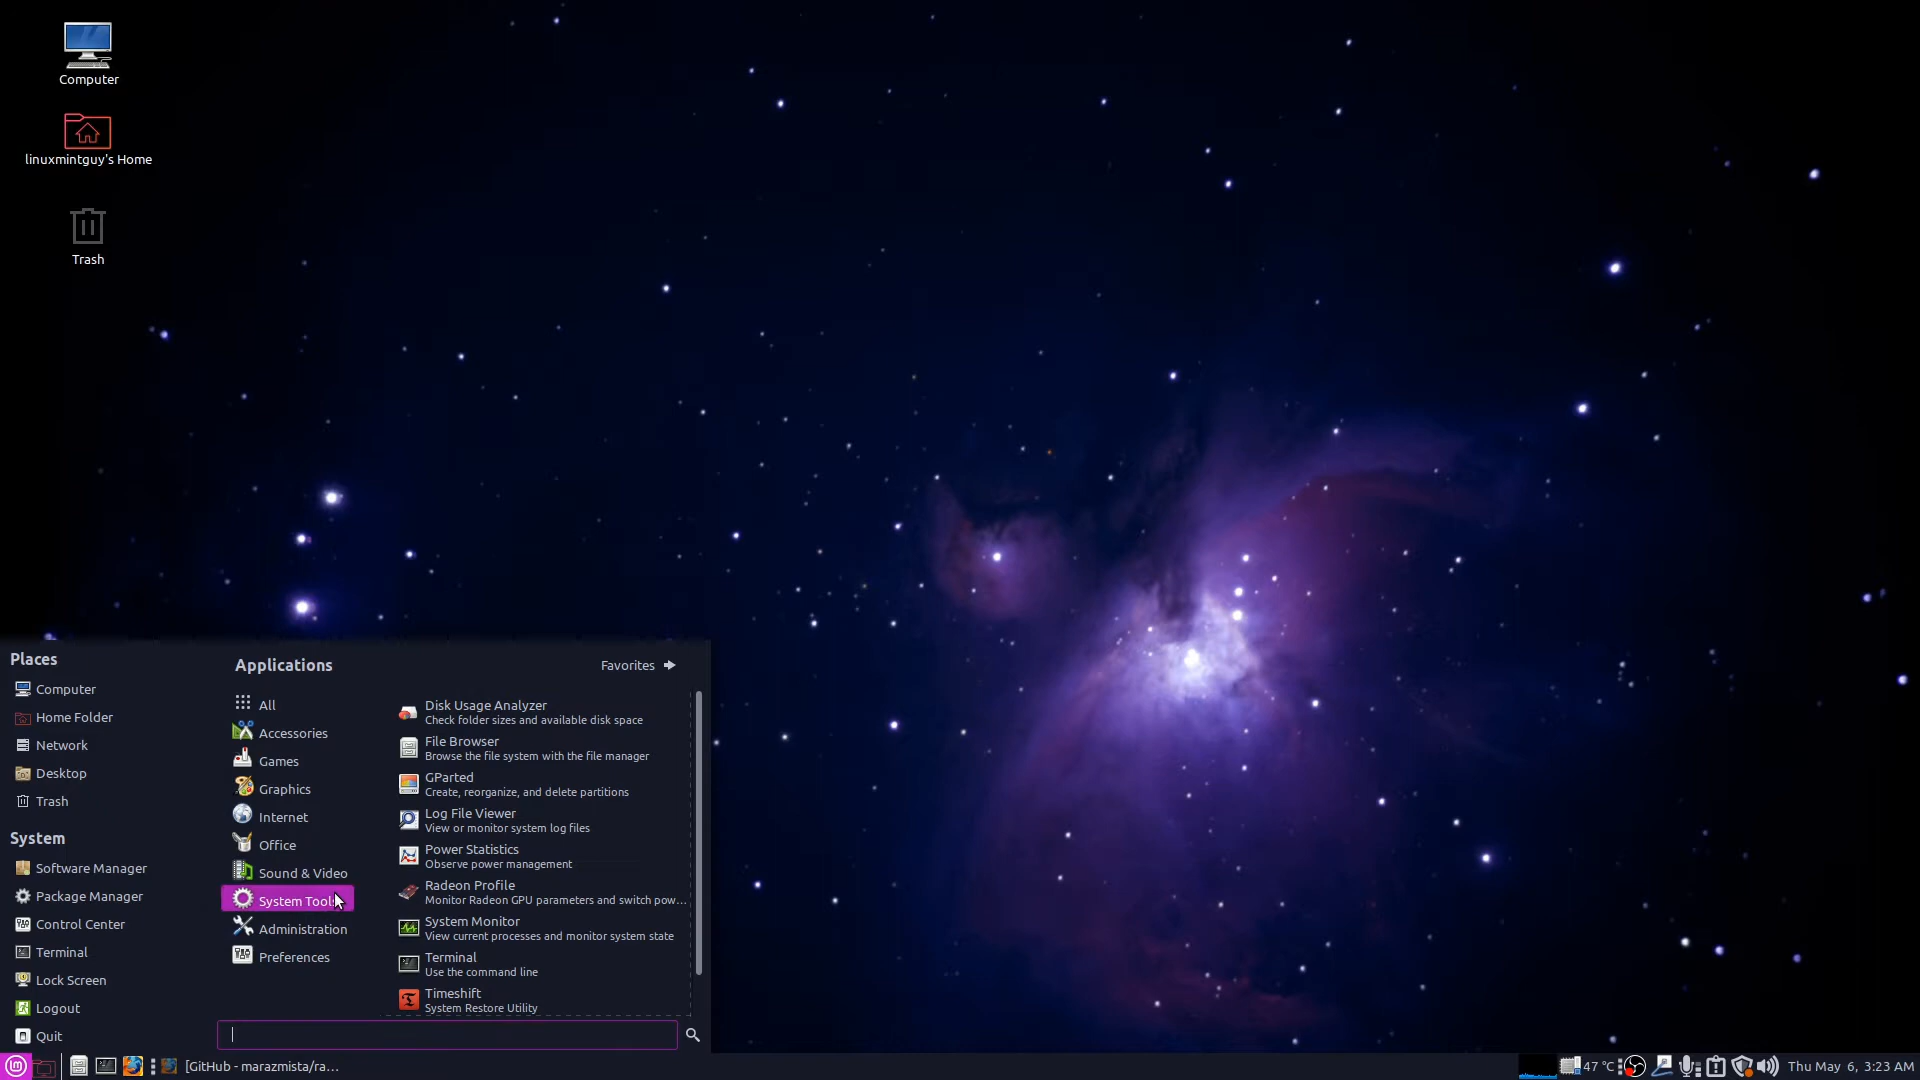 Computer
linuxmintguy's Home
Trash
Places
Computer
Home Folder
Network
Desktop
Trash
System
Software Manager
Package Manager
Control Center
Terminal
Lock Screen
Logout
Quit
Applications
Favorites
All
Accessories
Games
Graphics
Internet
Office
Sound & Video
System Tools
Administration
Preferences
Disk Usage Analyzer
Check folder sizes and available disk space
File Browser
Browse the file system with the file manager
GParted
Create, reorganize, and delete partitions
Log File Viewer
View or monitor system log files
Power Statistics
Observe power management
Radeon Profile
Monitor Radeon GPU parameters and switch pow...
System Monitor
View current processes and monitor system state
Terminal
Use the command line
Timeshift
System Restore Utility
[GitHub - marazmista/ra...
47 °C
Thu May 6, 3:23 AM